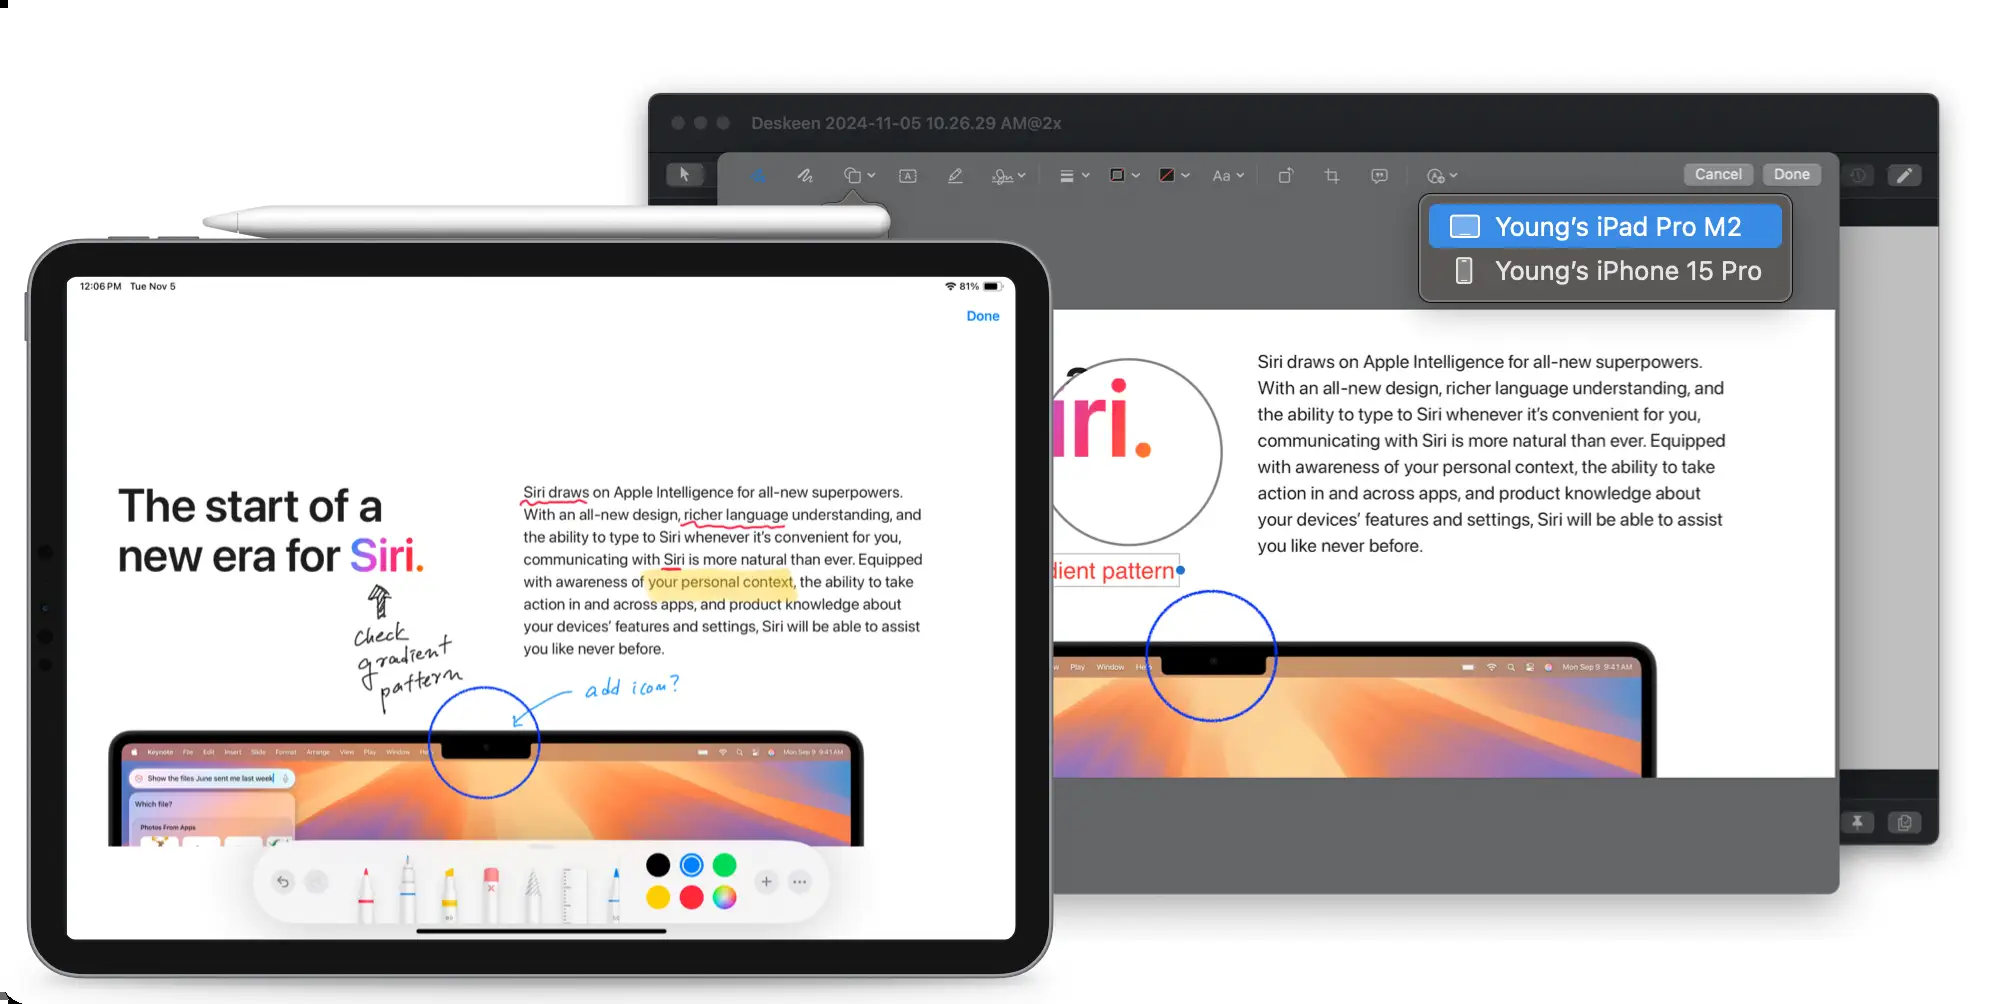 Deskeen 2024-11-05 10.26.29 AM@2x
A
Aa
Cancel
Done
Young's iPad Pro M2
Young's iPhone 15 Pro
iri.
Siri draws on Apple Intelligence for all-new superpowers.
With an all-new design, richer language understanding, and
the ability to type to Siri whenever it's convenient for you,
communicating with Siri is more natural than ever. Equipped
with awareness of your personal context, the ability to take
action in and across apps, and product knowledge about
your devices' features and settings, Siri will be able to assist
you like never before.
dient pattern
w Play Window He Mon Sep 9 9:41 AM
12:06 PM Tue Nov 5
81%
Done
The start of a
new era for Siri.
Siri draws on Apple Intelligence for all-new superpowers.
With an all-new design, richer language understanding, and
the ability to type to Siri whenever it's convenient for you,
communicating with Siri is more natural than ever. Equipped
with awareness of your personal context, the ability to take
action in and across apps, and product knowledge about
your devices' features and settings, Siri will be able to assist
you like never before.
check
gradient
pattern
add icon?
Keynote File Edit Insert Slide Format Arrange View Play Window He Mon Sep 9 9:41 AM
Show the files June sent me last week
Which file?
Photos From Apps
80